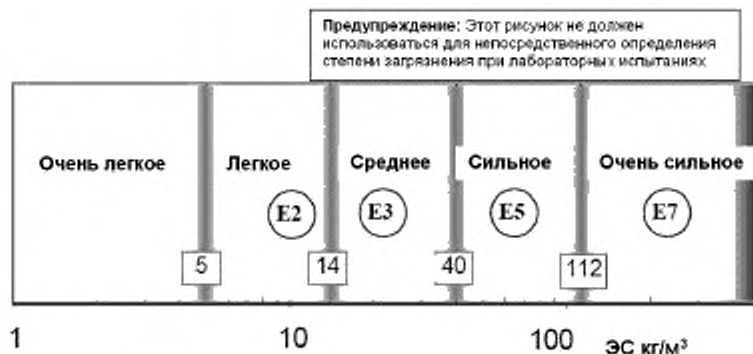 Предупреждение: Этот рисунок не должен
использоваться для непосредственного определения
степени загрязнения при лабораторных испытаниях
Очень легкое
Легкое
Среднее
Сильное
Очень сильное
E2
E3
E5
E7
5
14
40
112
1
10
100
ЭС кг/м³